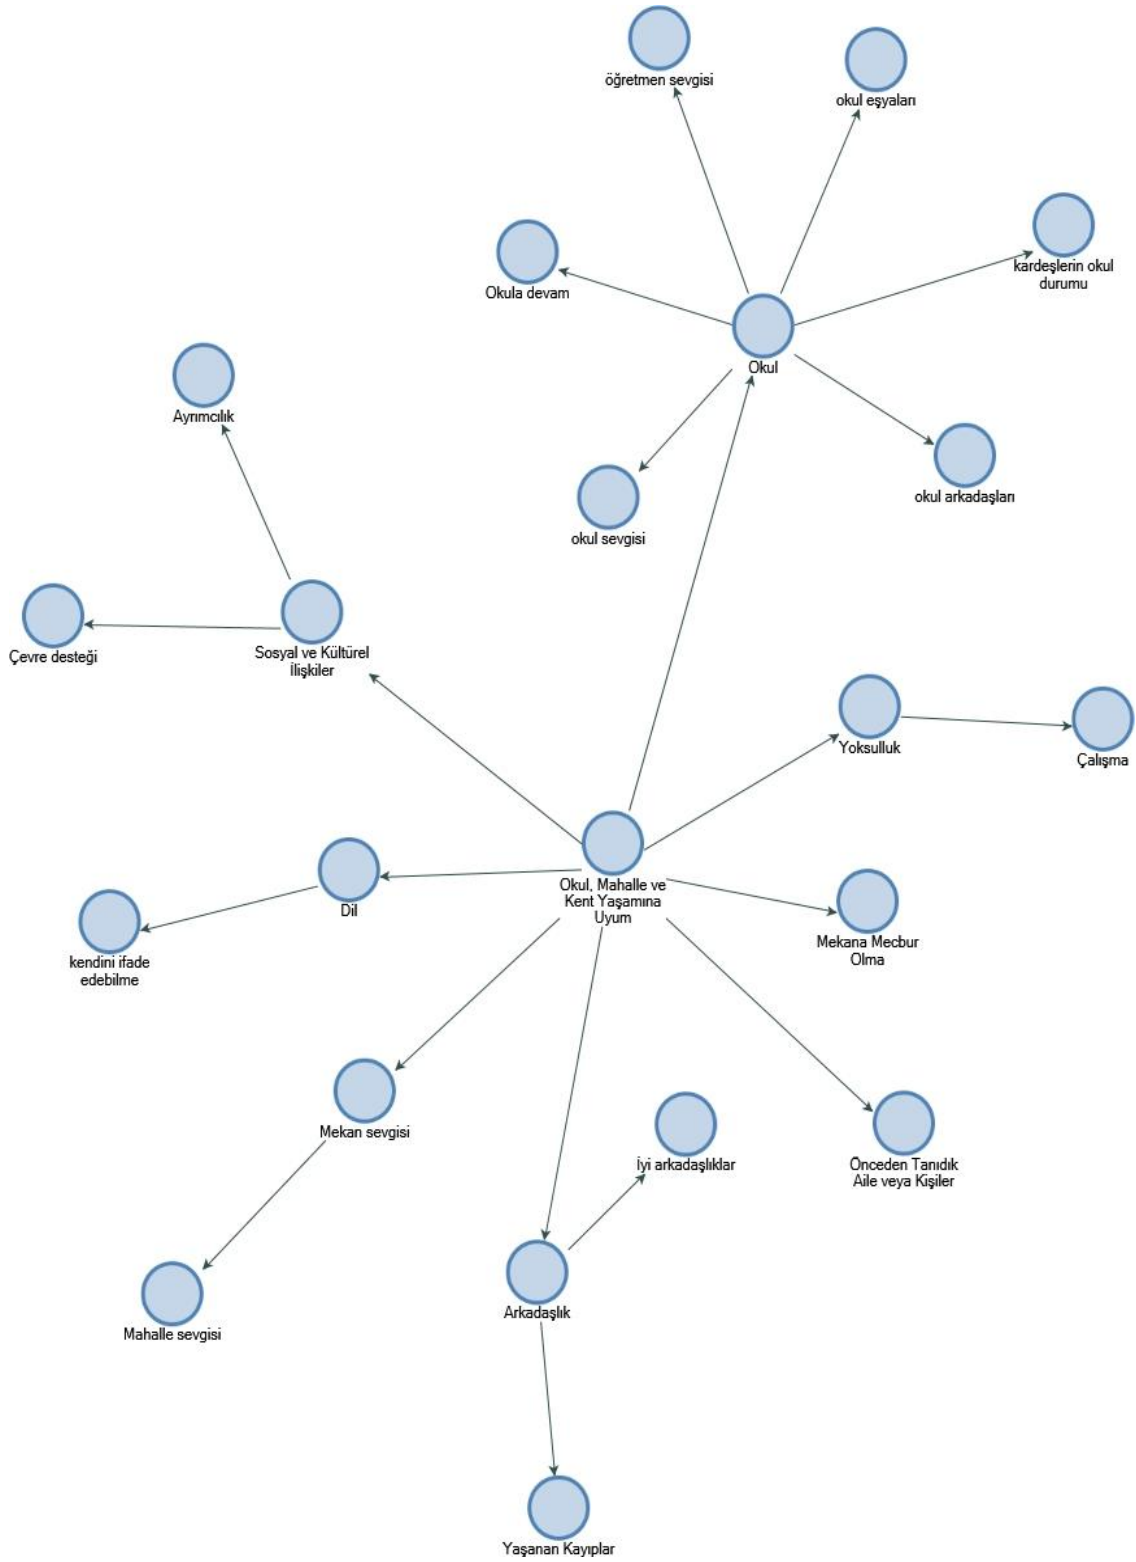 öğretmen sevgisi
okul eşyaları
kardeşlerin okul
durumu
Okula devam
Okul
Ayrımcılık
okul arkadaşları
okul sevgisi
Çevre desteği
Sosyal ve Kültürel
İlişkiler
Yoksulluk
Çalışma
Okul, Mahalle ve
Kent Yaşamına
Uyum
Dil
Mekana Mecbur
Olma
kendini ifade
edebilme
Mekan sevgisi
İyi arkadaşlıklar
Önceden Tanıdık
Aile veya Kişiler
Arkadaşlık
Mahalle sevgisi
Yaşanan Kayıplar